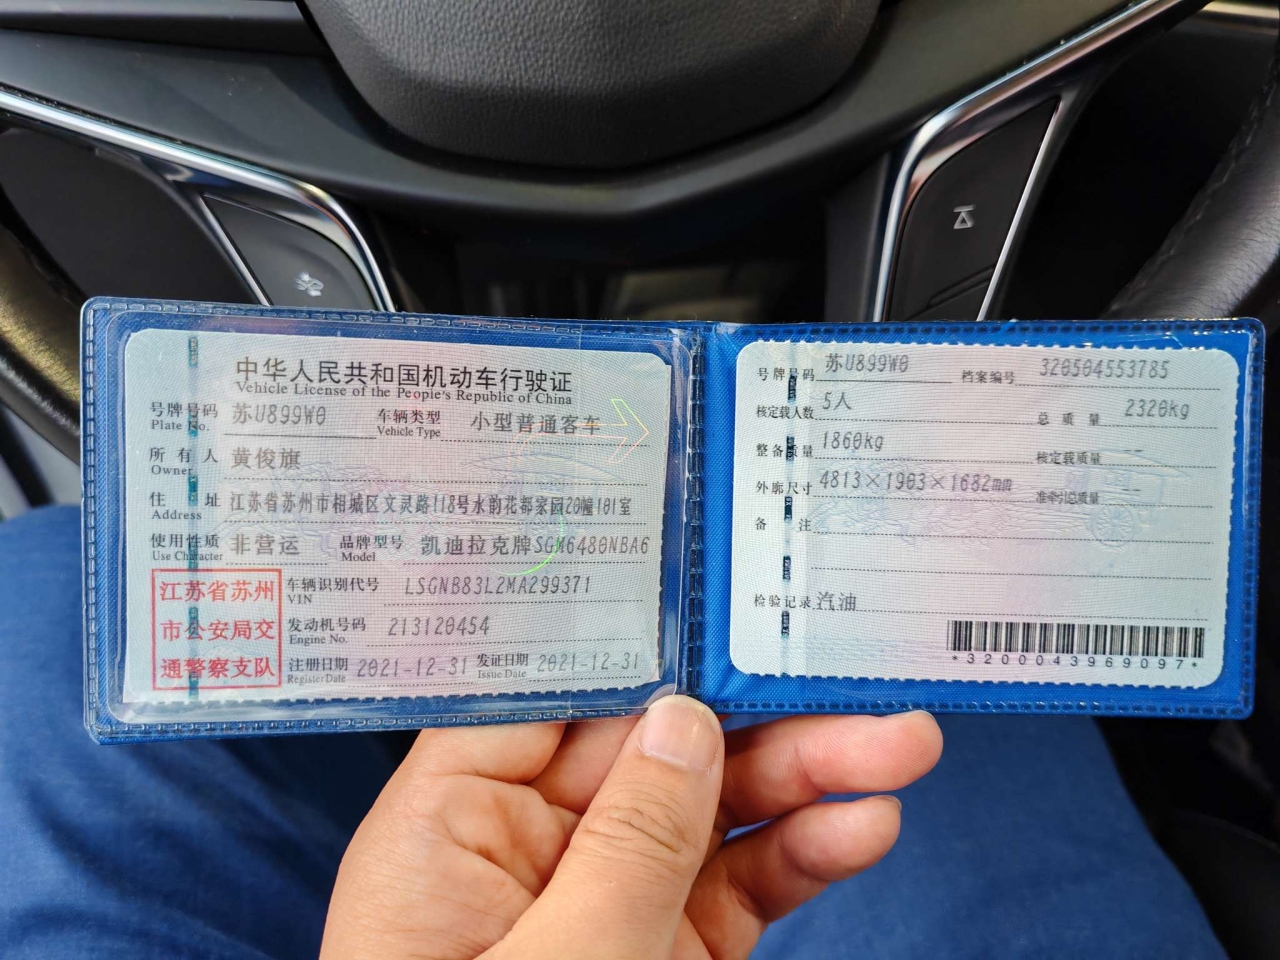 中华人民共和国机动车行驶证
Vehicle License of the People's Republic of China
号牌号码 苏U899W0 车辆类型 小型普通客车
Plate No. Vehicle Type
所有人 黄俊旗
Owner
住址 江苏省苏州市相城区文灵路118号水韵花都家园20幢101室
Address
使用性质 非营运 品牌型号 凯迪拉克牌SGM6480NBA6
Use Character Model
江苏省苏州
市公安局交
通警察支队
车辆识别代号 LSGNB83L2MA299371
VIN
发动机号码 213120454
Engine No.
注册日期 2021-12-31 发证日期 2021-12-31
Register Date Issue Date
号牌号码 苏U899W0 档案编号 320504553785
核定载人数 5人 总质量 2320kg
整备质量 1860kg 核定载质量 --
外廓尺寸 4813×1903×1682mm 准牵引总质量 --
备注
检验记录 汽油
*3200043969097*